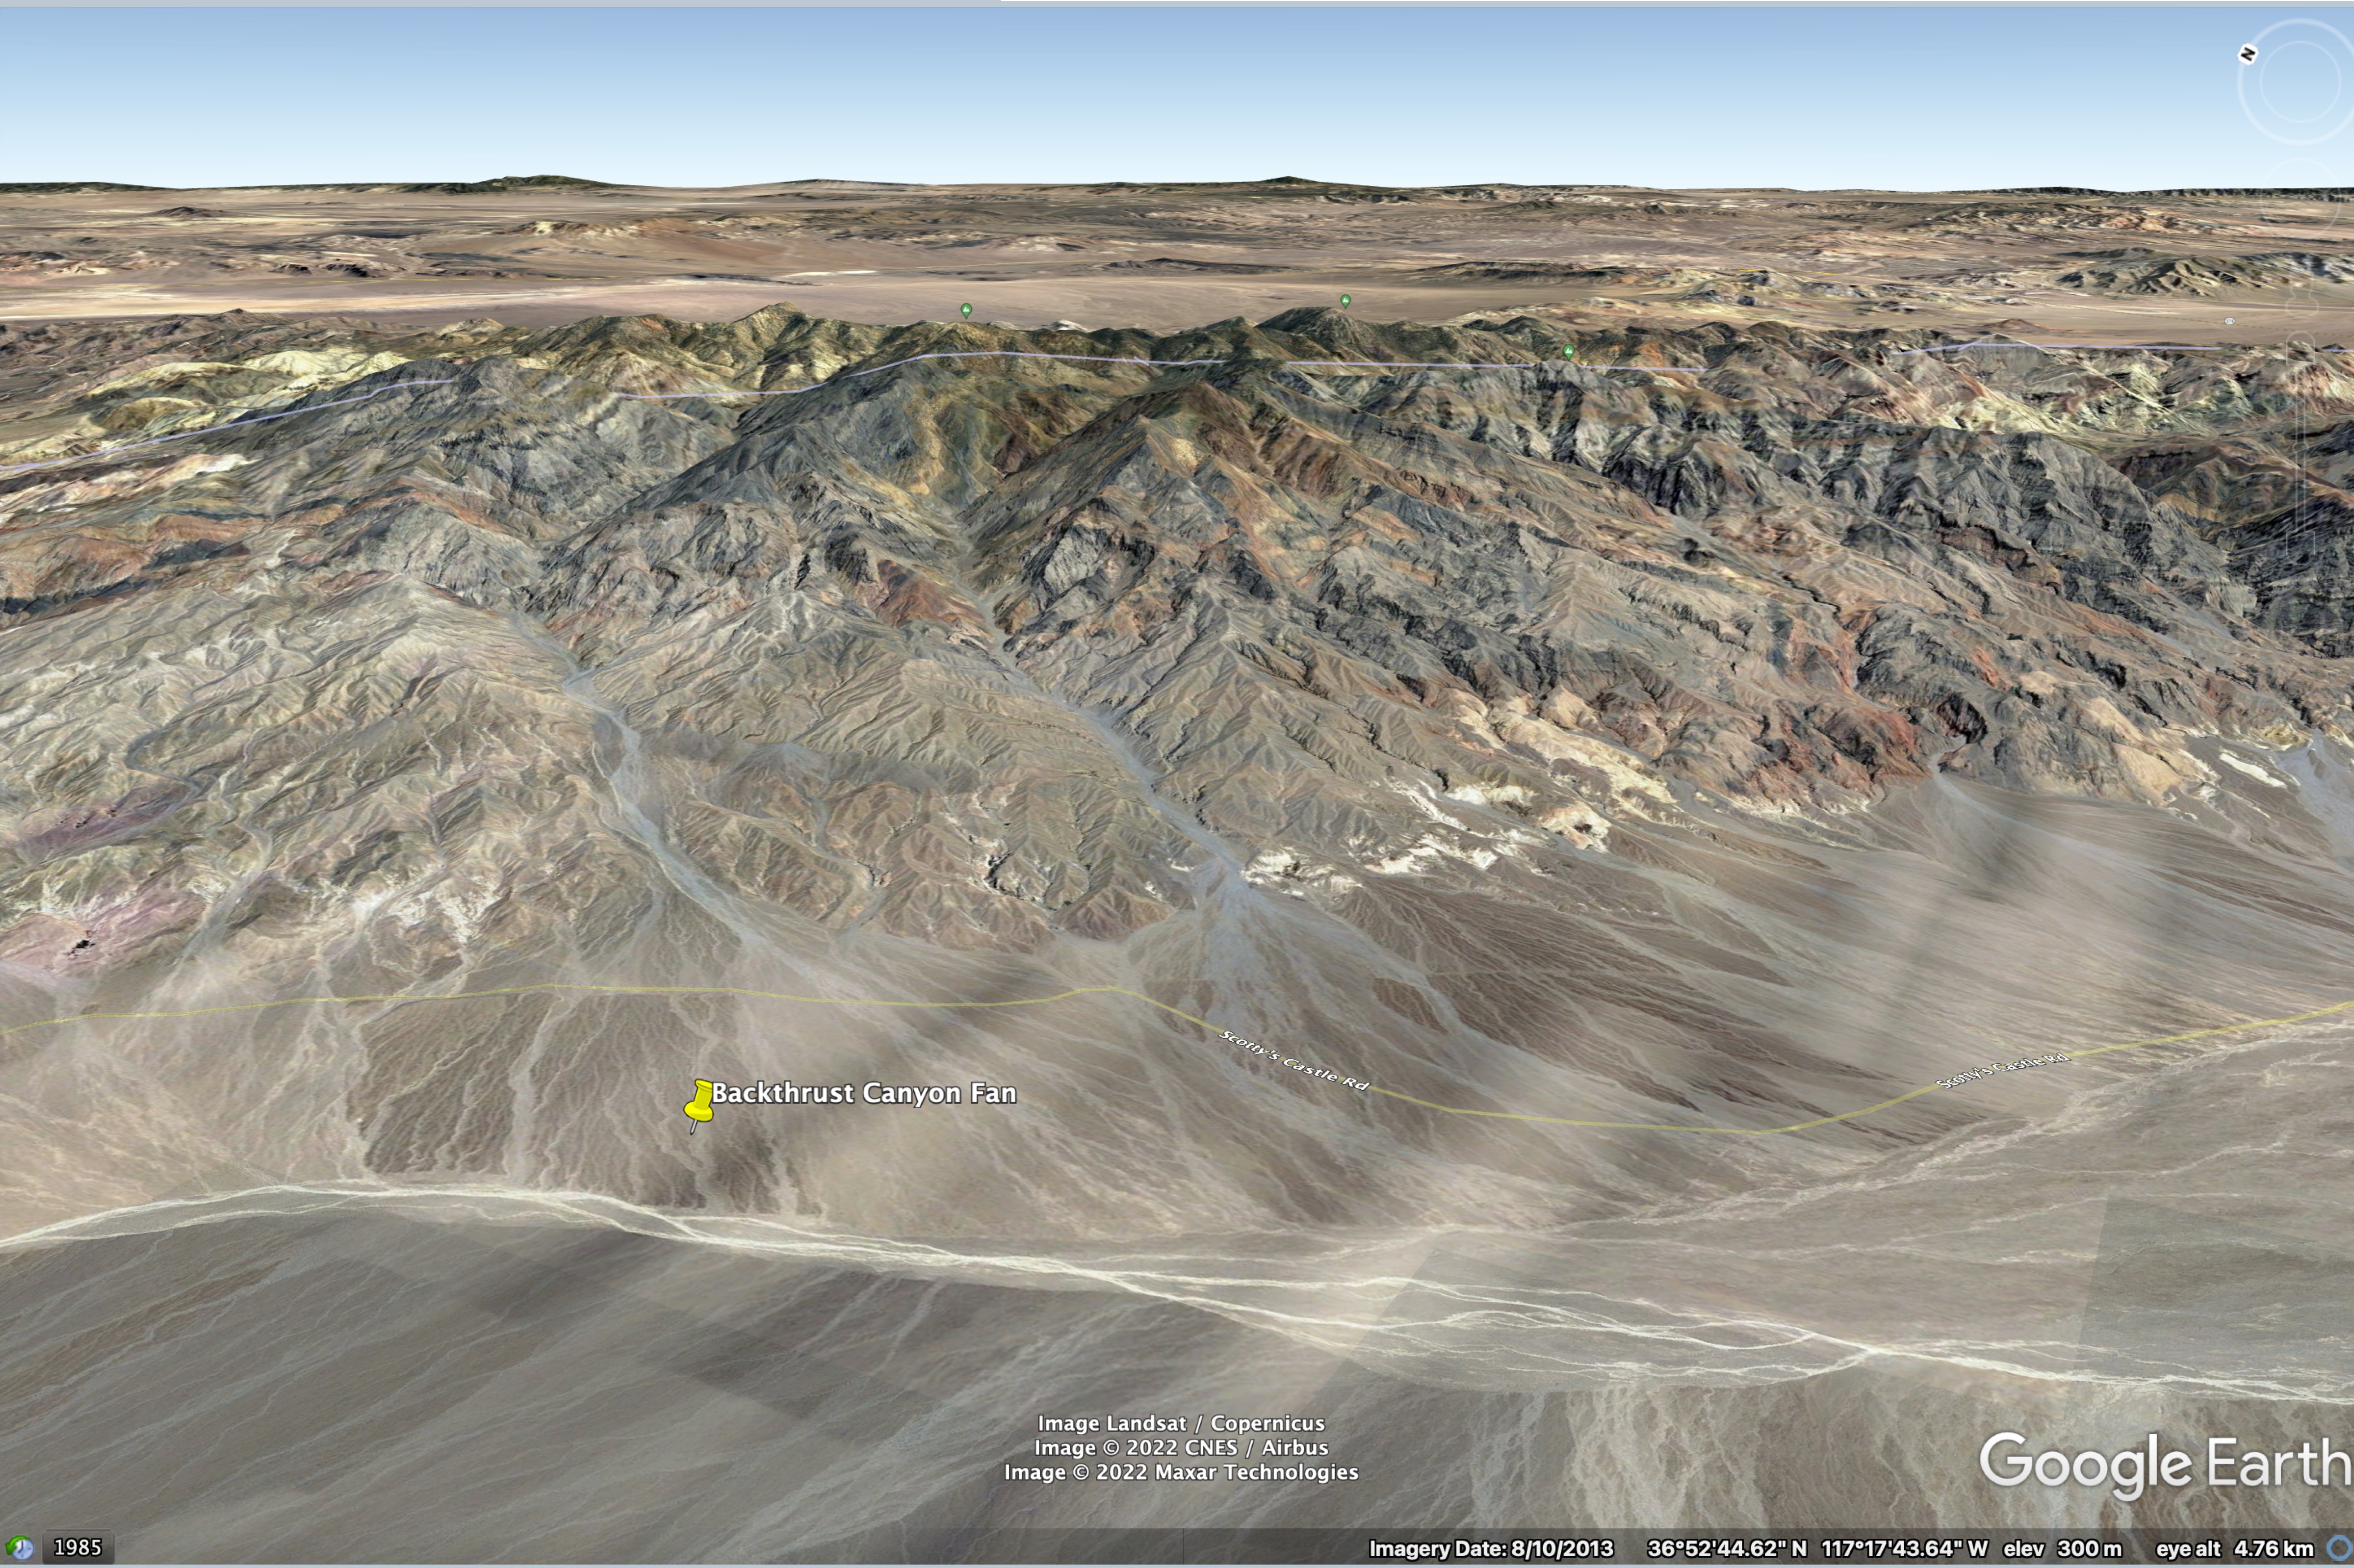 N
Backthrust Canyon Fan
Scotty's Castle Rd
Scotty's Castle Rd
Image Landsat / Copernicus
Image © 2022 CNES / Airbus
Image © 2022 Maxar Technologies
Google Earth
1985
Imagery Date: 8/10/2013 36°52'44.62" N 117°17'43.64" W elev 300 m eye alt 4.76 km